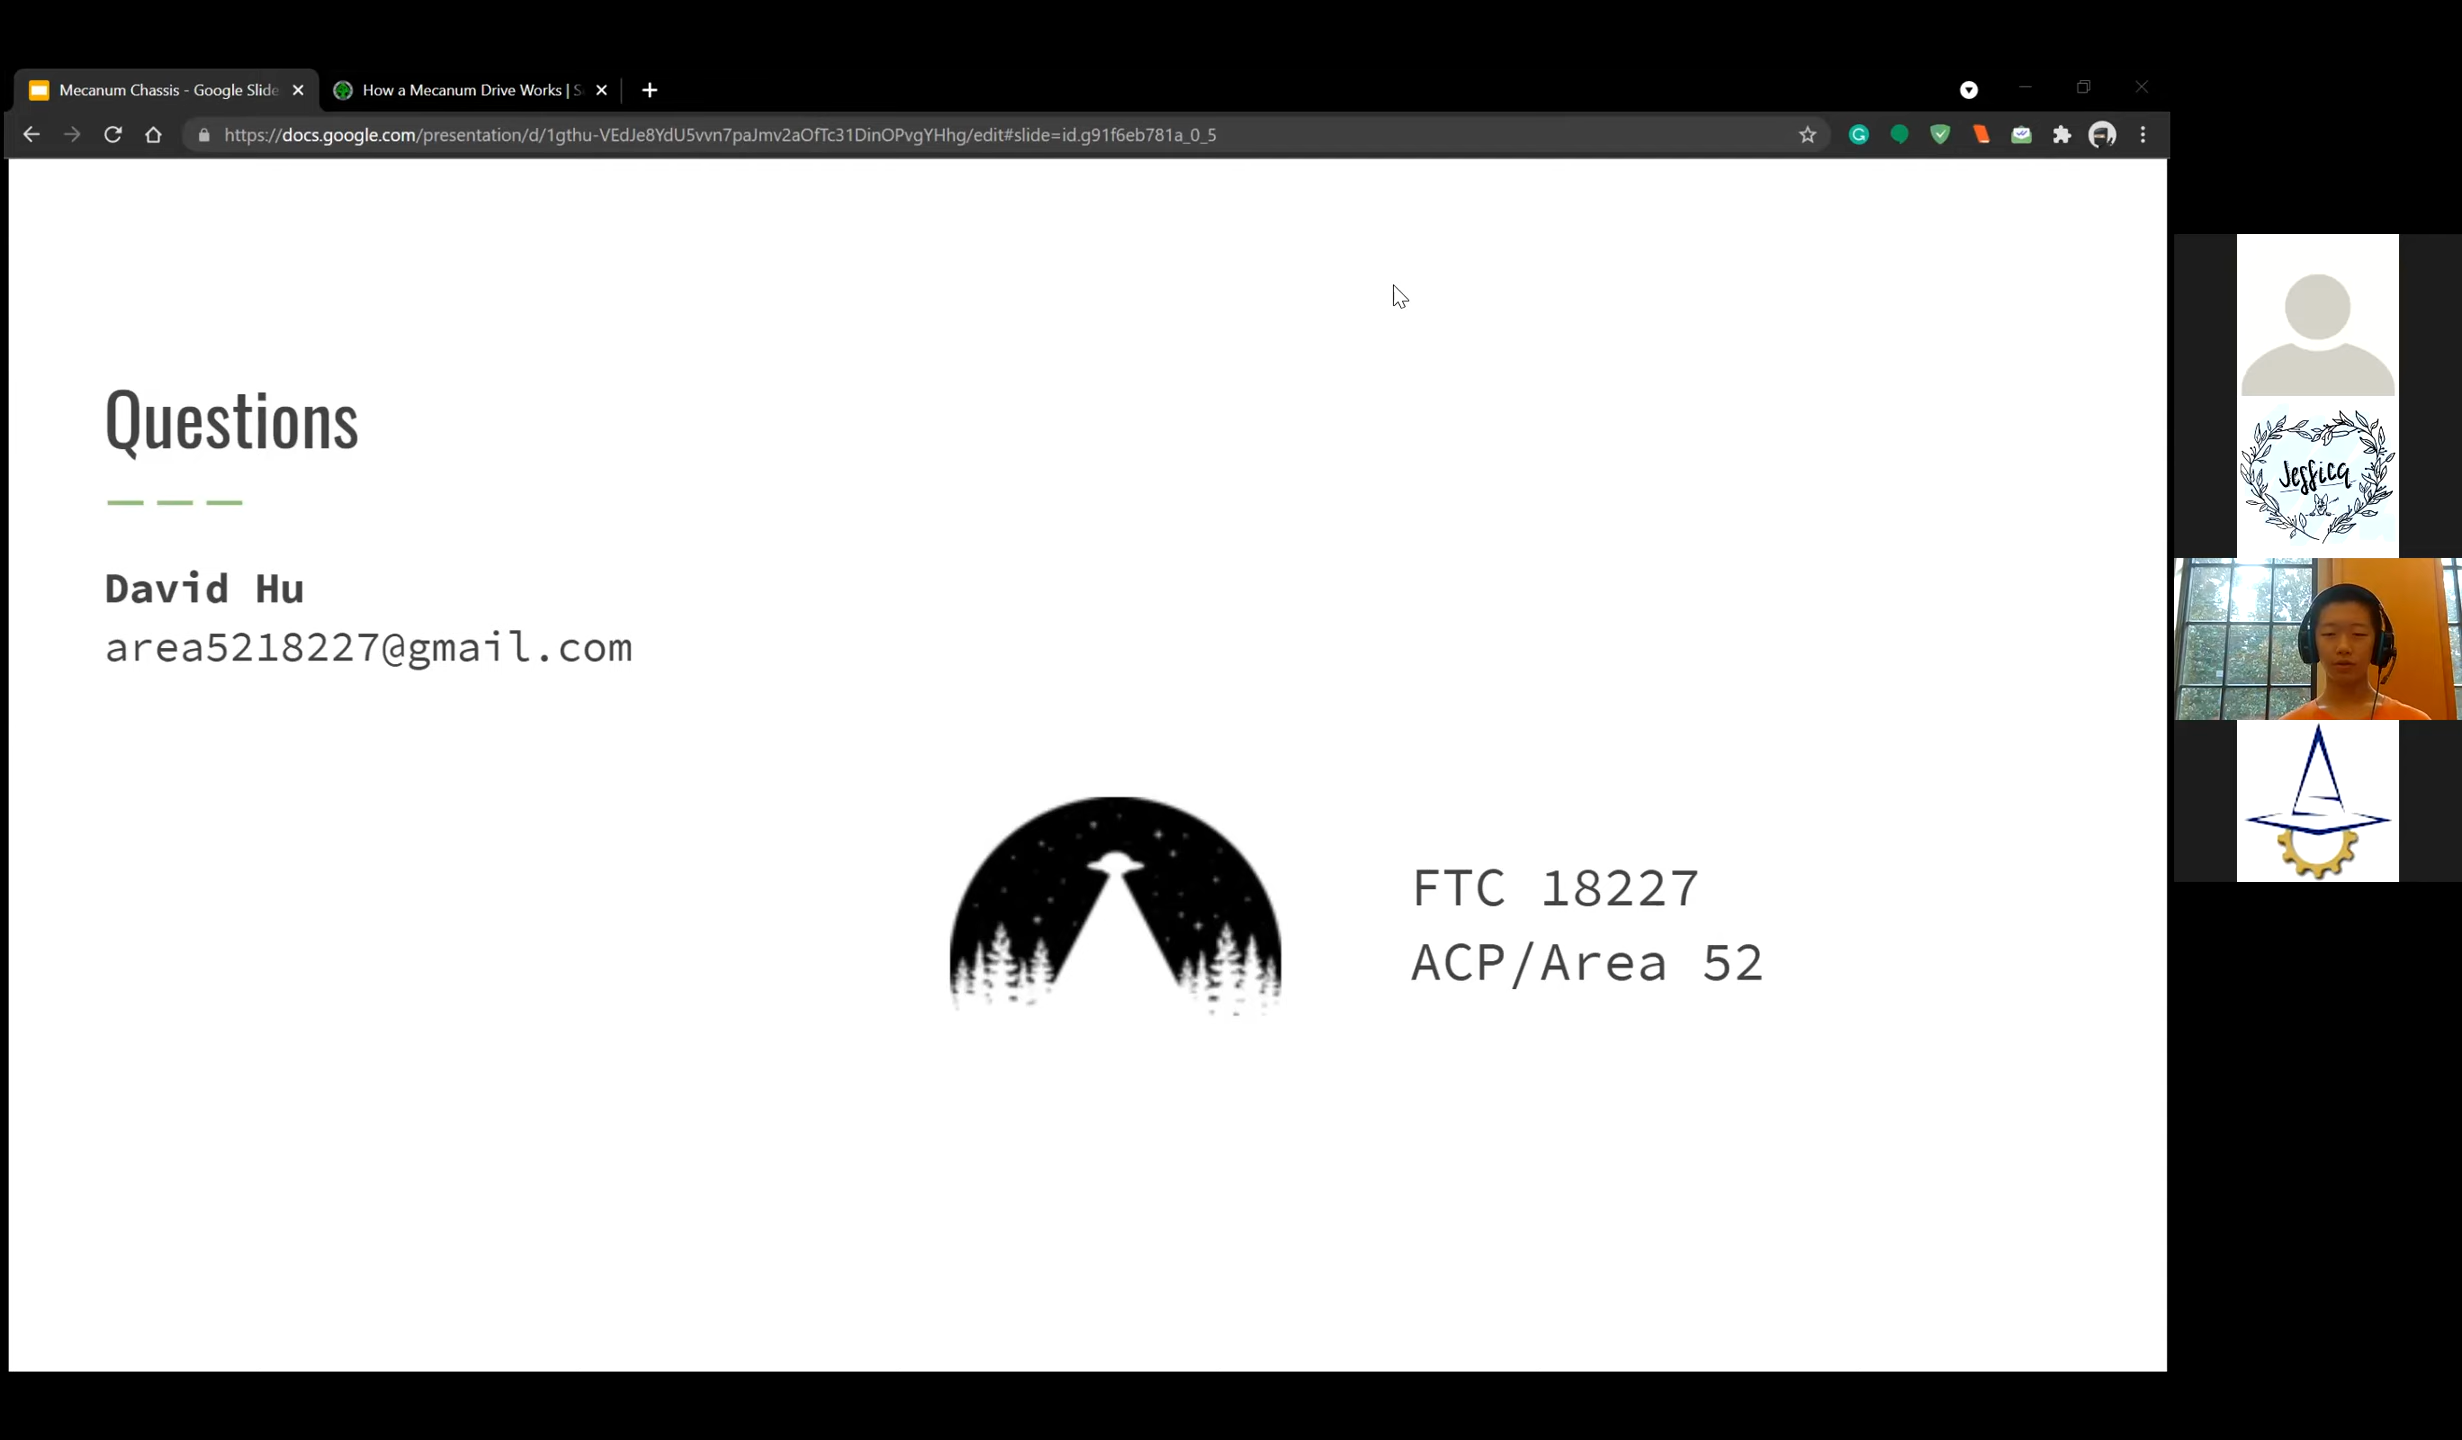 Mecanum Chassis - Google Slide
How a Mecanum Drive Works | S
https://docs.google.com/presentation/d/1gthu-VEdJe8YdU5vvn7paJmv2aOfTc31DinOPvgYHhg/edit#slide=id.g91f6eb781a_0_5
Questions
David Hu
area5218227@gmail.com
FTC 18227
ACP/Area 52
Jessica